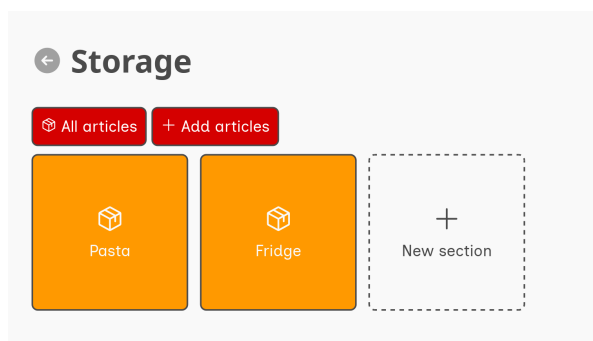 Storage
All articles
Add articles
Pasta
Fridge
New section